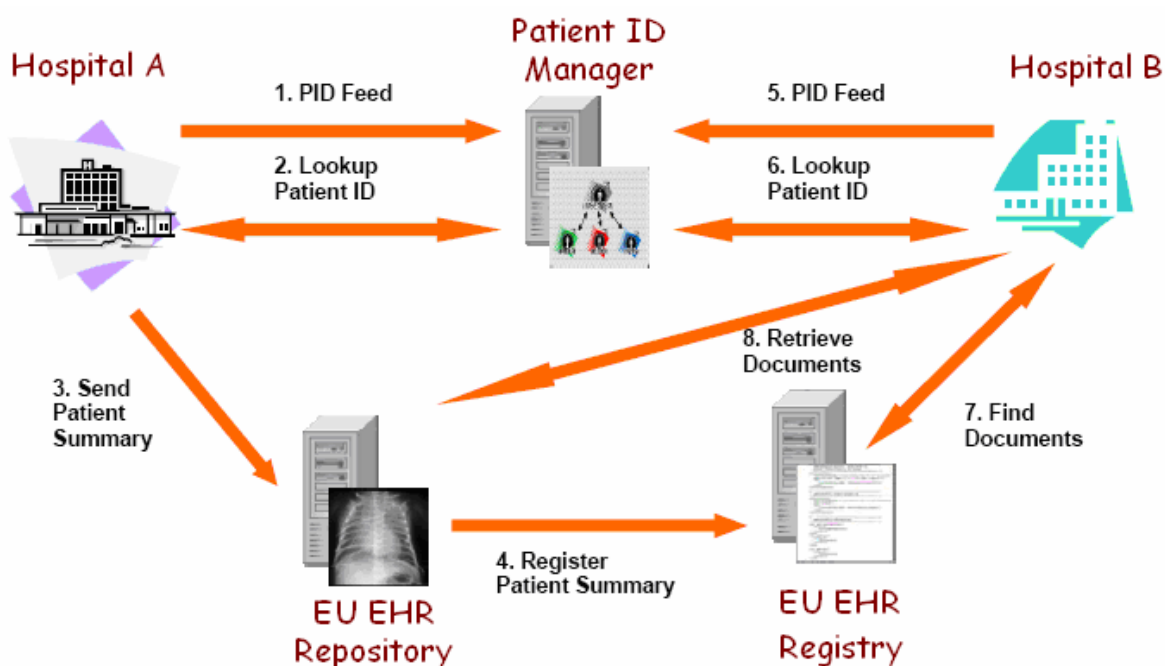 Patient ID
Manager
Hospital A
Hospital B
1. PID Feed
5. PID Feed
2. Lookup
Patient ID
6. Lookup
Patient ID
3. Send
Patient
Summary
8. Retrieve
Documents
7. Find
Documents
4. Register
Patient Summary
EU EHR
Repository
EU EHR
Registry